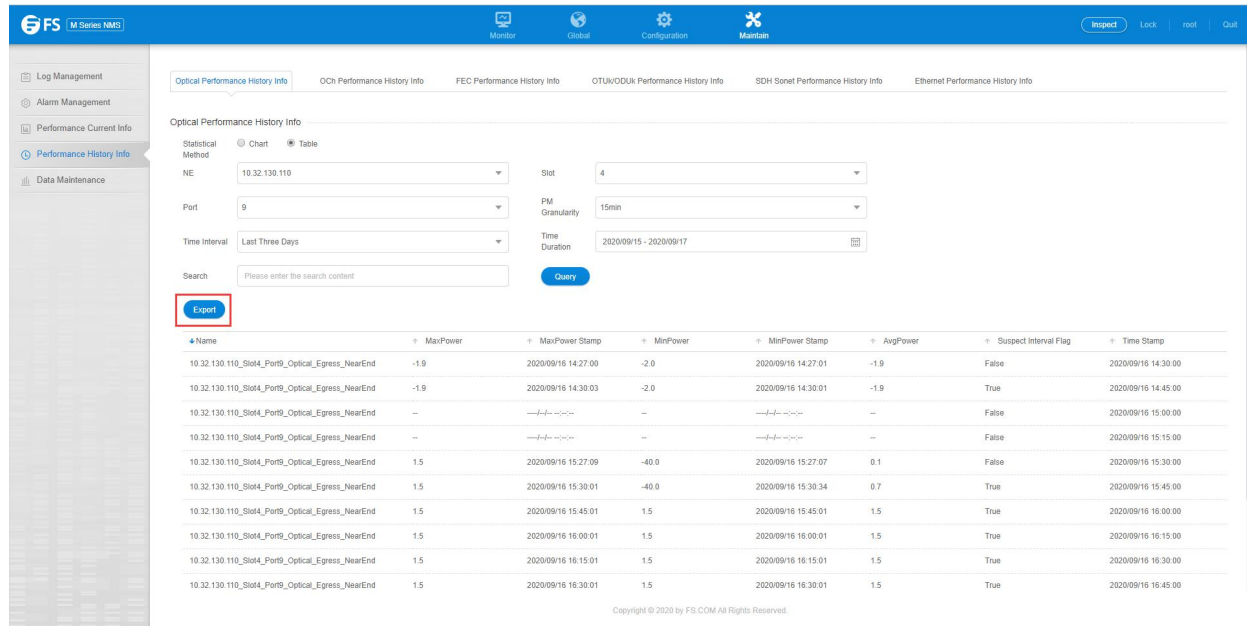 FS M Series NMS Monitor Global Configuration Maintain Inspect Lock root Quit
Log Management
Alarm Management
Performance Current Info
Performance History Info
Data Maintenance
Optical Performance History Info OCh Performance History Info FEC Performance History Info OTUk/ODUk Performance History Info SDH Sonet Performance History Info Ethernet Performance History Info
Optical Performance History Info
Statistical Method Chart Table
NE 10.32.130.110 Slot 4
Port 9 PM Granularity 15min
Time Interval Last Three Days Time Duration 2020/09/15 - 2020/09/17
Search Please enter the search content Query
Export
Name MaxPower MaxPower Stamp MinPower MinPower Stamp AvgPower Suspect Interval Flag Time Stamp
10.32.130.110_Slot4_Port9_Optical_Egress_NearEnd -1.9 2020/09/16 14:27:00 -2.0 2020/09/16 14:27:01 -1.9 False 2020/09/16 14:30:00
10.32.130.110_Slot4_Port9_Optical_Egress_NearEnd -1.9 2020/09/16 14:30:03 -2.0 2020/09/16 14:30:01 -1.9 True 2020/09/16 14:45:00
10.32.130.110_Slot4_Port9_Optical_Egress_NearEnd -- ----/--/-- --:--:-- -- ----/--/-- --:--:-- -- False 2020/09/16 15:00:00
10.32.130.110_Slot4_Port9_Optical_Egress_NearEnd -- ----/--/-- --:--:-- -- ----/--/-- --:--:-- -- False 2020/09/16 15:15:00
10.32.130.110_Slot4_Port9_Optical_Egress_NearEnd 1.5 2020/09/16 15:27:09 -40.0 2020/09/16 15:27:07 0.1 False 2020/09/16 15:30:00
10.32.130.110_Slot4_Port9_Optical_Egress_NearEnd 1.5 2020/09/16 15:30:01 -40.0 2020/09/16 15:30:34 0.7 True 2020/09/16 15:45:00
10.32.130.110_Slot4_Port9_Optical_Egress_NearEnd 1.5 2020/09/16 15:45:01 1.5 2020/09/16 15:45:01 1.5 True 2020/09/16 16:00:00
10.32.130.110_Slot4_Port9_Optical_Egress_NearEnd 1.5 2020/09/16 16:00:01 1.5 2020/09/16 16:00:01 1.5 True 2020/09/16 16:15:00
10.32.130.110_Slot4_Port9_Optical_Egress_NearEnd 1.5 2020/09/16 16:15:01 1.5 2020/09/16 16:15:01 1.5 True 2020/09/16 16:30:00
10.32.130.110_Slot4_Port9_Optical_Egress_NearEnd 1.5 2020/09/16 16:30:01 1.5 2020/09/16 16:30:01 1.5 True 2020/09/16 16:45:00
Copyright © 2020 by FS.COM All Rights Reserved.